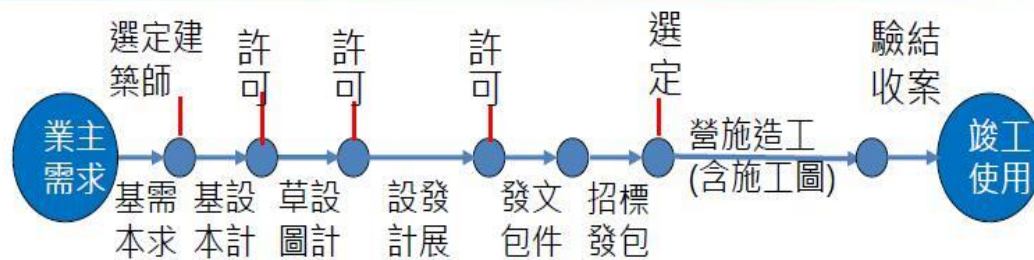 選定建
築師
許
可
許
可
許
可
選
定
驗結
收案
業主
需求
營施造工
(含施工圖)
竣工
使用
基需
本求
基設
本計
草設
圖計
設發
計展
發文
包件
招標
發包